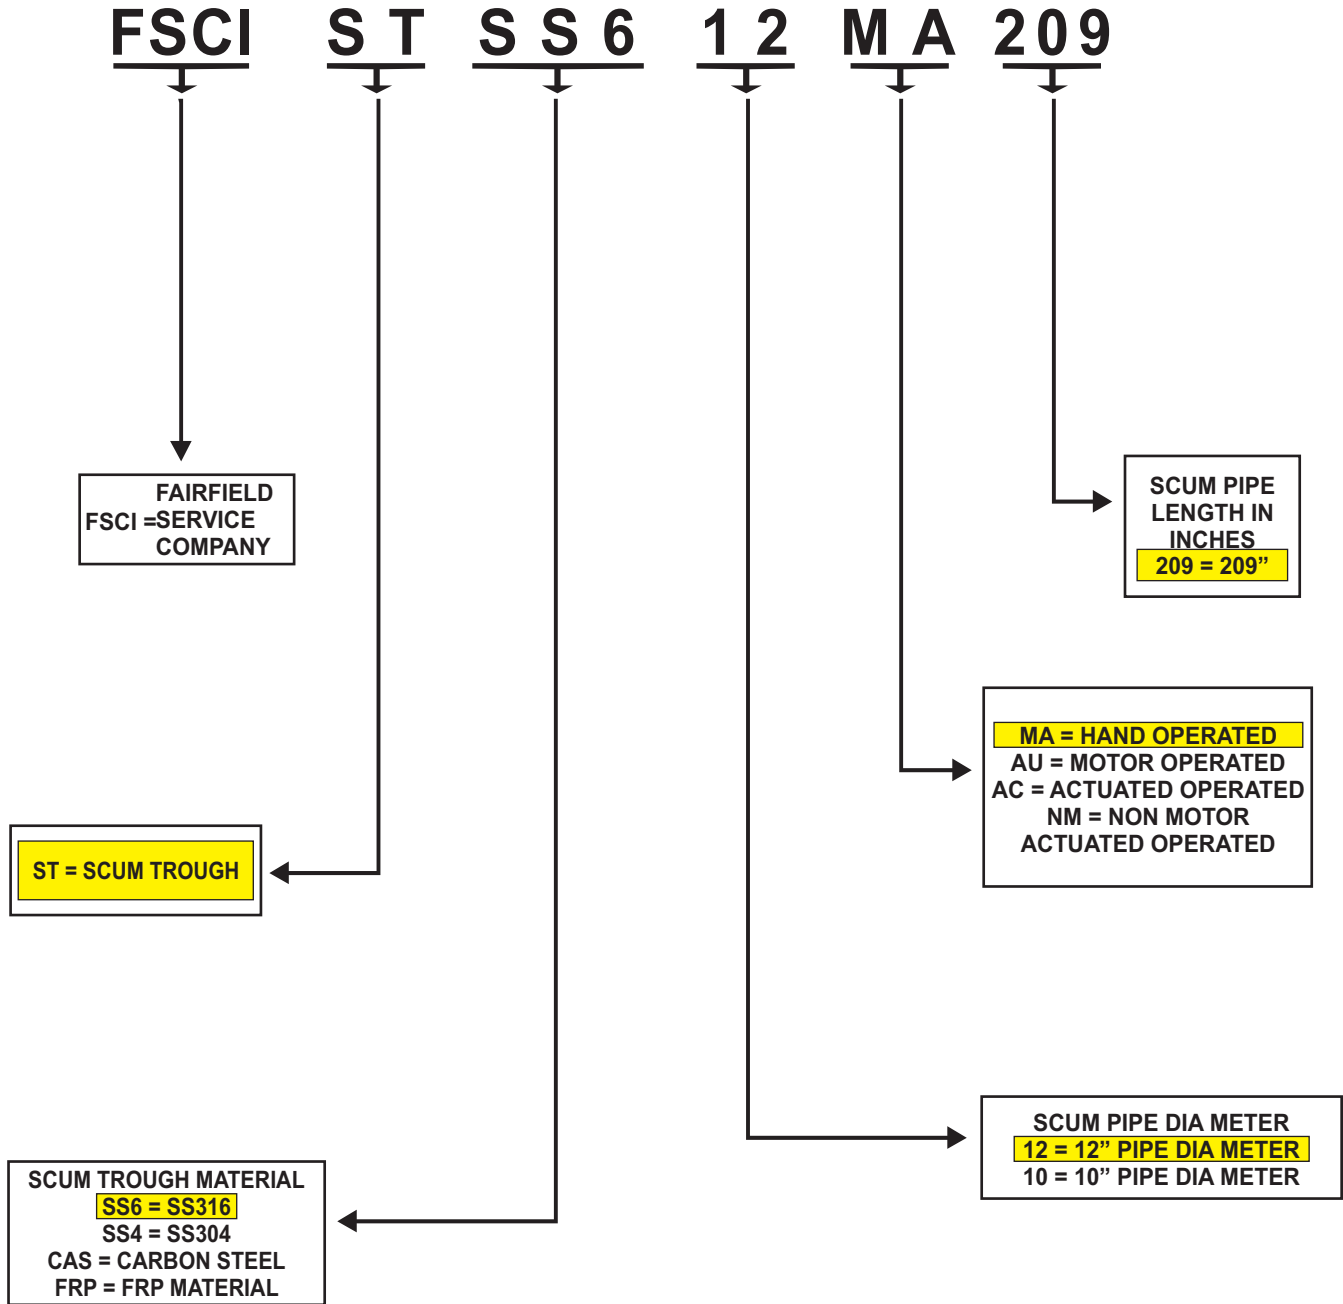 FSCI ST SS6 12 MA 209
FAIRFIELD
FSCI =SERVICE
COMPANY
SCUM PIPE
LENGTH IN
INCHES
209 = 209”
MA = HAND OPERATED
AU = MOTOR OPERATED
AC = ACTUATED OPERATED
NM = NON MOTOR
ACTUATED OPERATED
ST = SCUM TROUGH
SCUM PIPE DIA METER
12 = 12” PIPE DIA METER
10 = 10” PIPE DIA METER
SCUM TROUGH MATERIAL
SS6 = SS316
SS4 = SS304
CAS = CARBON STEEL
FRP = FRP MATERIAL